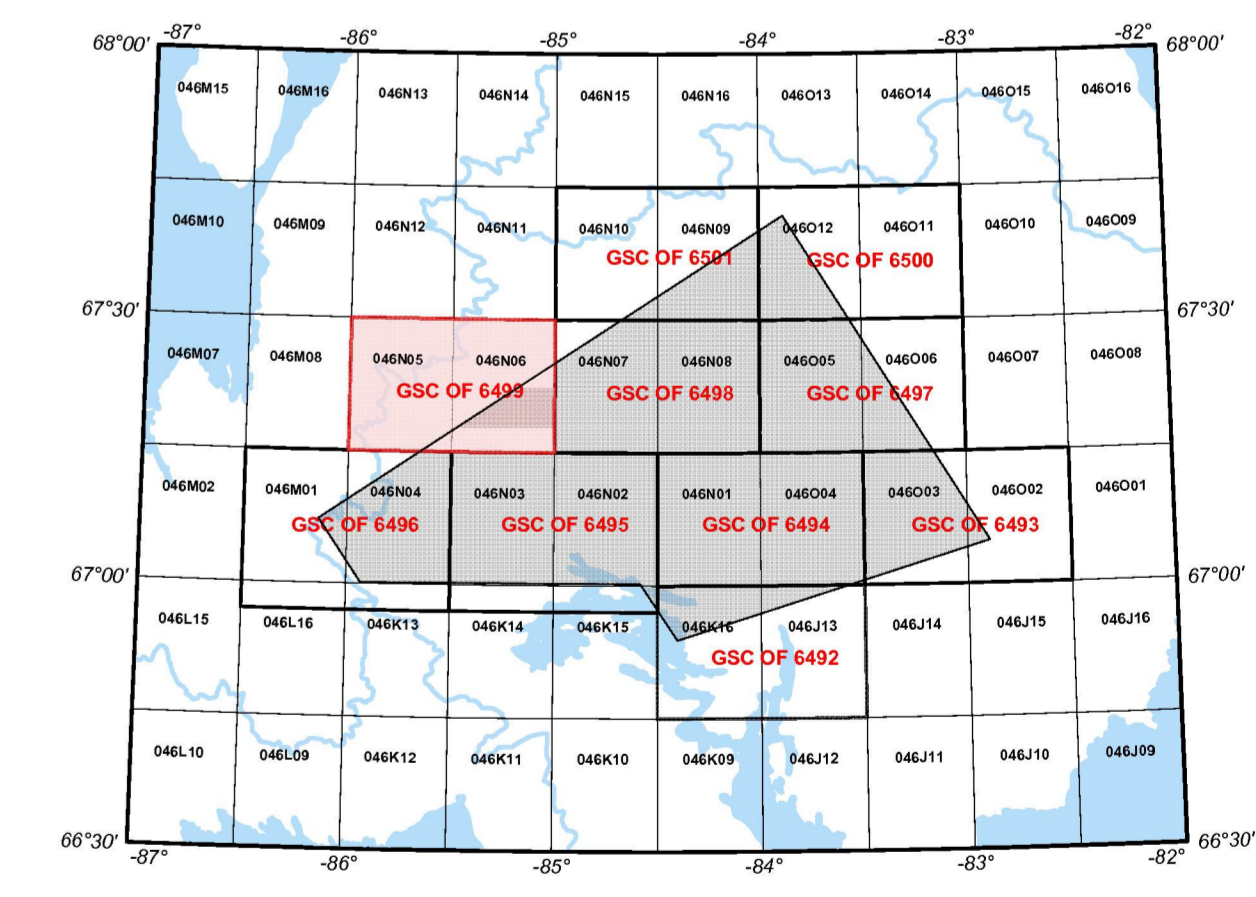 -87° -86° -85° -84° -83° -82°
68°00' 68°00'
046M15 046M16 046N13 046N14 046N15 046N16 046O13 046O14 046O15 046O16
046M10 046M09 046N12 046N11 046N10 046N09 046O12 046O11 046O10 046O09
GSC OF 6501 GSC OF 6500
67°30' 67°30'
046M07 046M08 046N05 046N06 046N07 046N08 046O05 046O06 046O07 046O08
GSC OF 6499 GSC OF 6498 GSC OF 6497
046M02 046M01 046N04 046N03 046N02 046N01 046O04 046O03 046O02 046O01
GSC OF 6496 GSC OF 6495 GSC OF 6494 GSC OF 6493
67°00' 67°00'
046L15 046L16 046K13 046K14 046K15 046K16 046J13 046J14 046J15 046J16
GSC OF 6492
046L10 046L09 046K12 046K11 046K10 046K09 046J12 046J11 046J10 046J09
66°30' 66°30'
-87° -86° -85° -84° -83° -82°